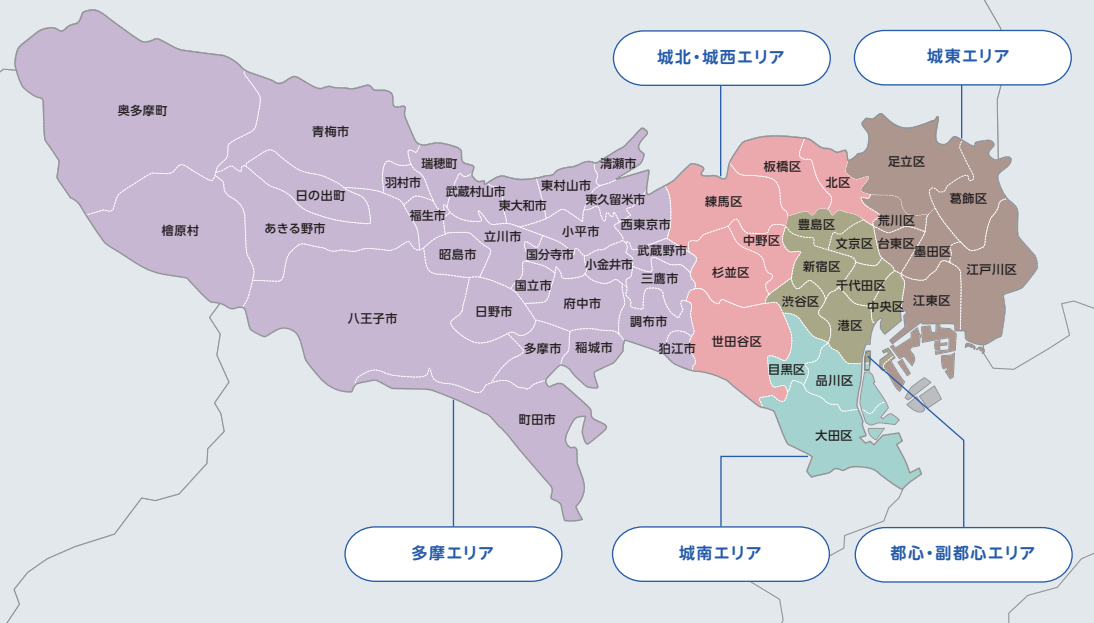 城北・城西エリア
城東エリア
奥多摩町
青梅市
瑞穂町
清瀬市
羽村市
武蔵村山市
東村山市
東大和市
東久留米市
日の出町
福生市
西東京市
檜原村
あきる野市
立川市
小平市
昭島市
国分寺市
小金井市
武蔵野市
三鷹市
国立市
八王子市
日野市
府中市
調布市
多摩市
稲城市
狛江市
町田市
板橋区
北区
練馬区
中野区
杉並区
世田谷区
足立区
葛飾区
荒川区
豊島区
文京区
台東区
墨田区
新宿区
江戸川区
千代田区
渋谷区
中央区
江東区
港区
目黒区
品川区
大田区
多摩エリア
城南エリア
都心・副都心エリア